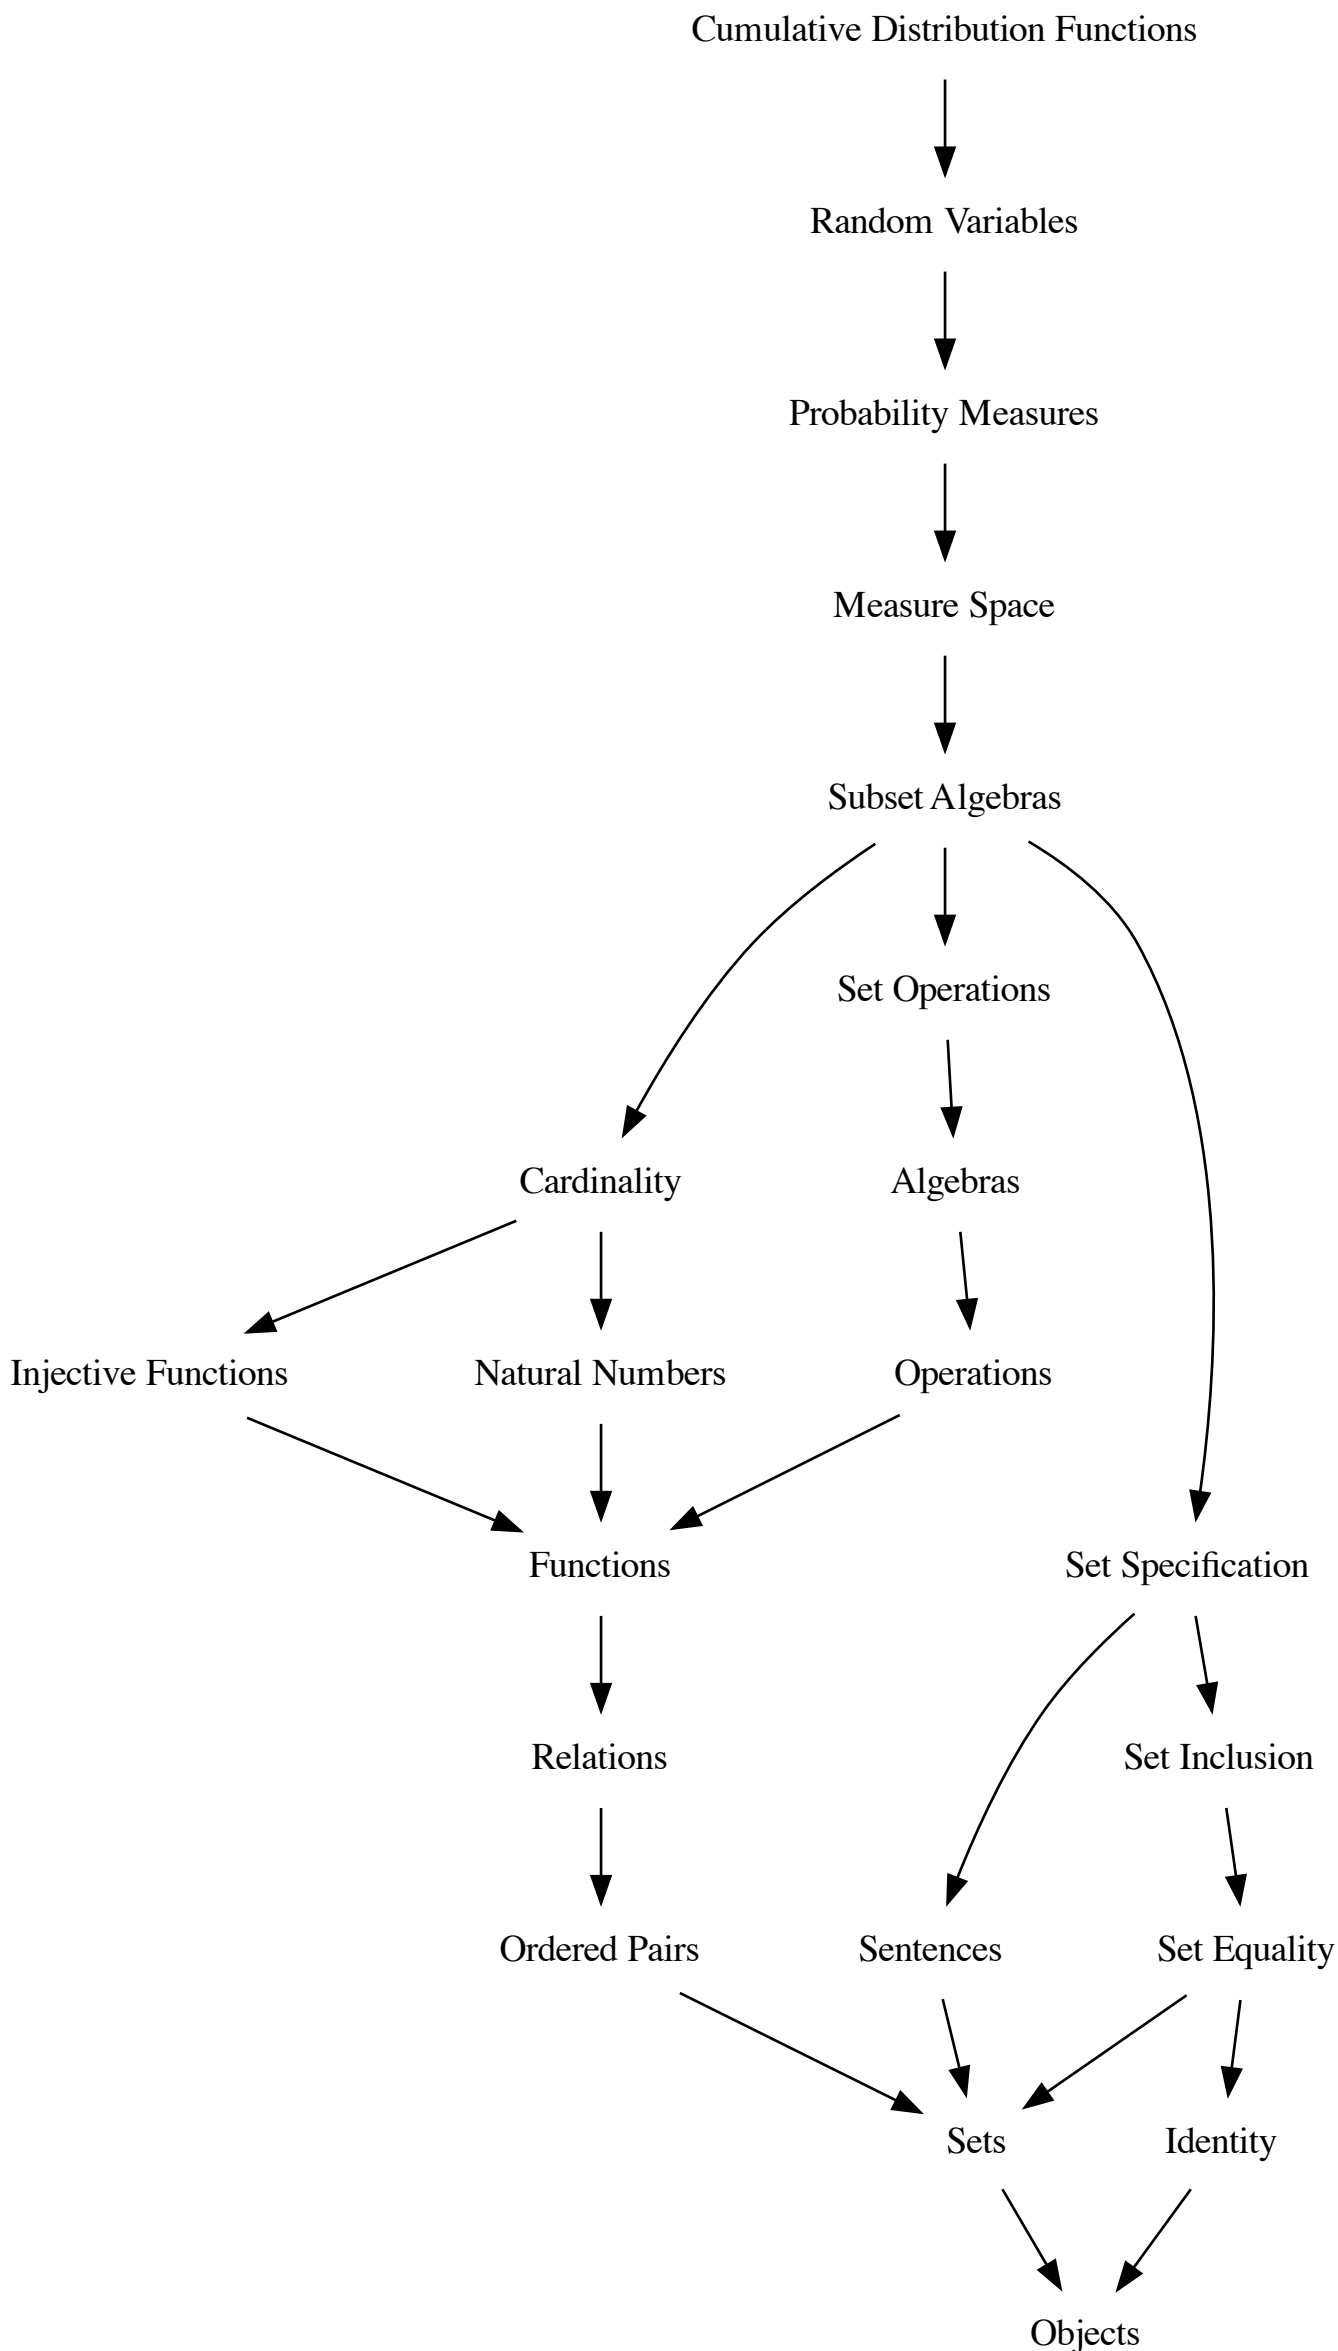 Cumulative Distribution Functions
Random Variables
Probability Measures
Measure Space
Subset Algebras
Set Operations
Cardinality
Algebras
Injective Functions
Natural Numbers
Operations
Functions
Set Specification
Relations
Set Inclusion
Ordered Pairs
Sentences
Set Equality
Sets
Identity
Objects